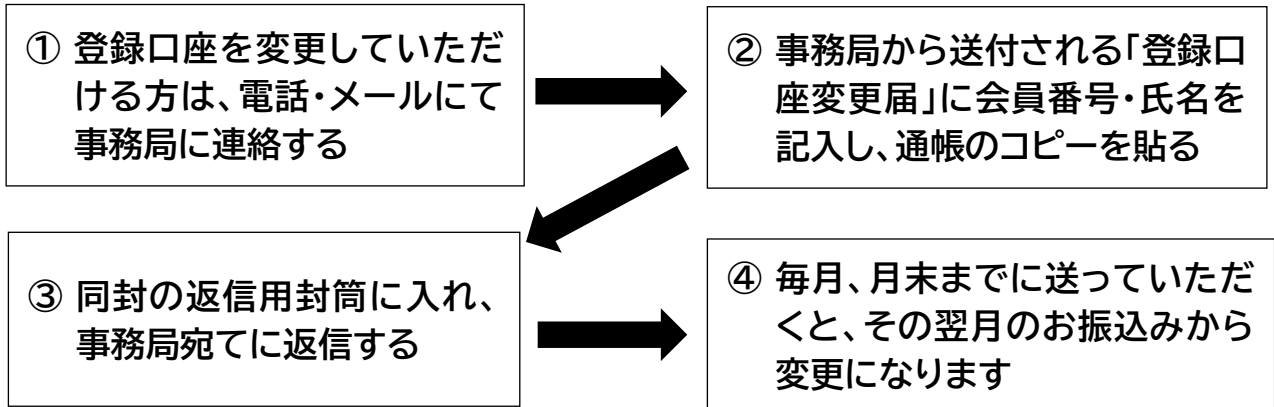 ① 登録口座を変更していただ
ける方は、電話・メールにて
事務局に連絡する
② 事務局から送付される「登録口
座変更届」に会員番号・氏名を
記入し、通帳のコピーを貼る
③ 同封の返信用封筒に入れ、
事務局宛てに返信する
④ 毎月、月末までに送っていただ
くと、その翌月のお振込みから
変更になります